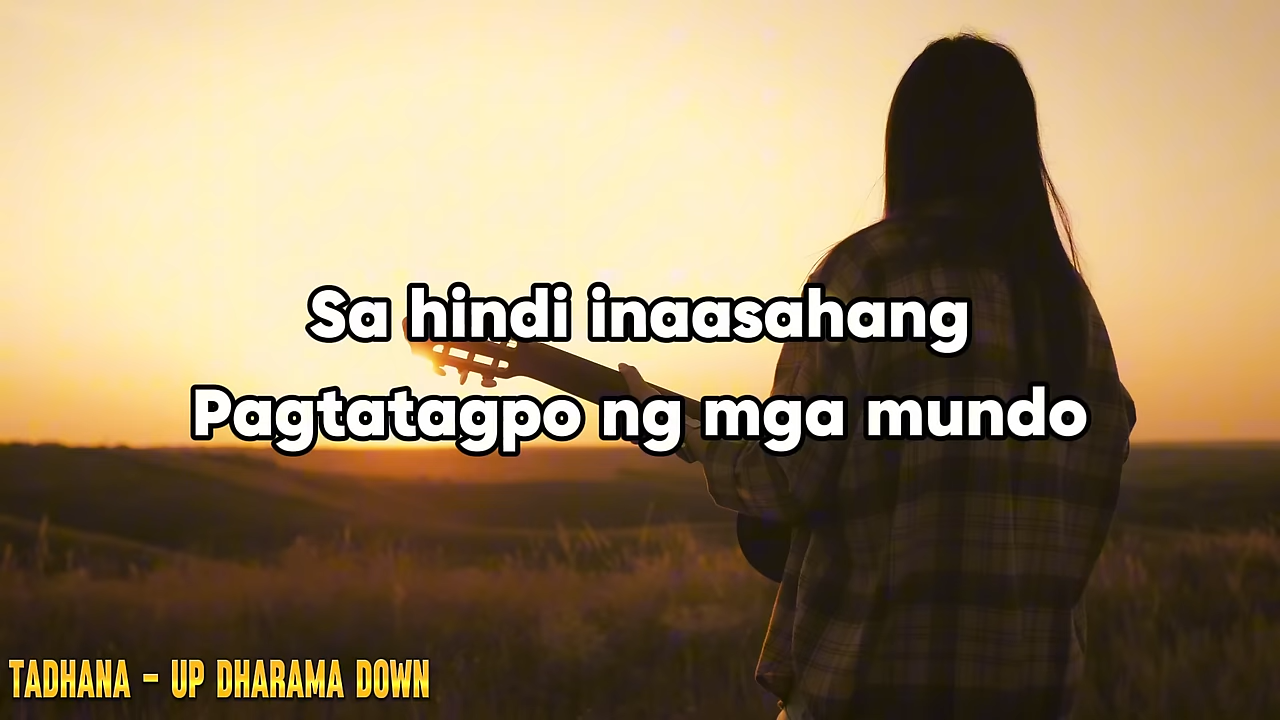 Sa hindi inaasahang
Pagtatagpo ng mga mundo
TADHANA - UP DHARAMA DOWN